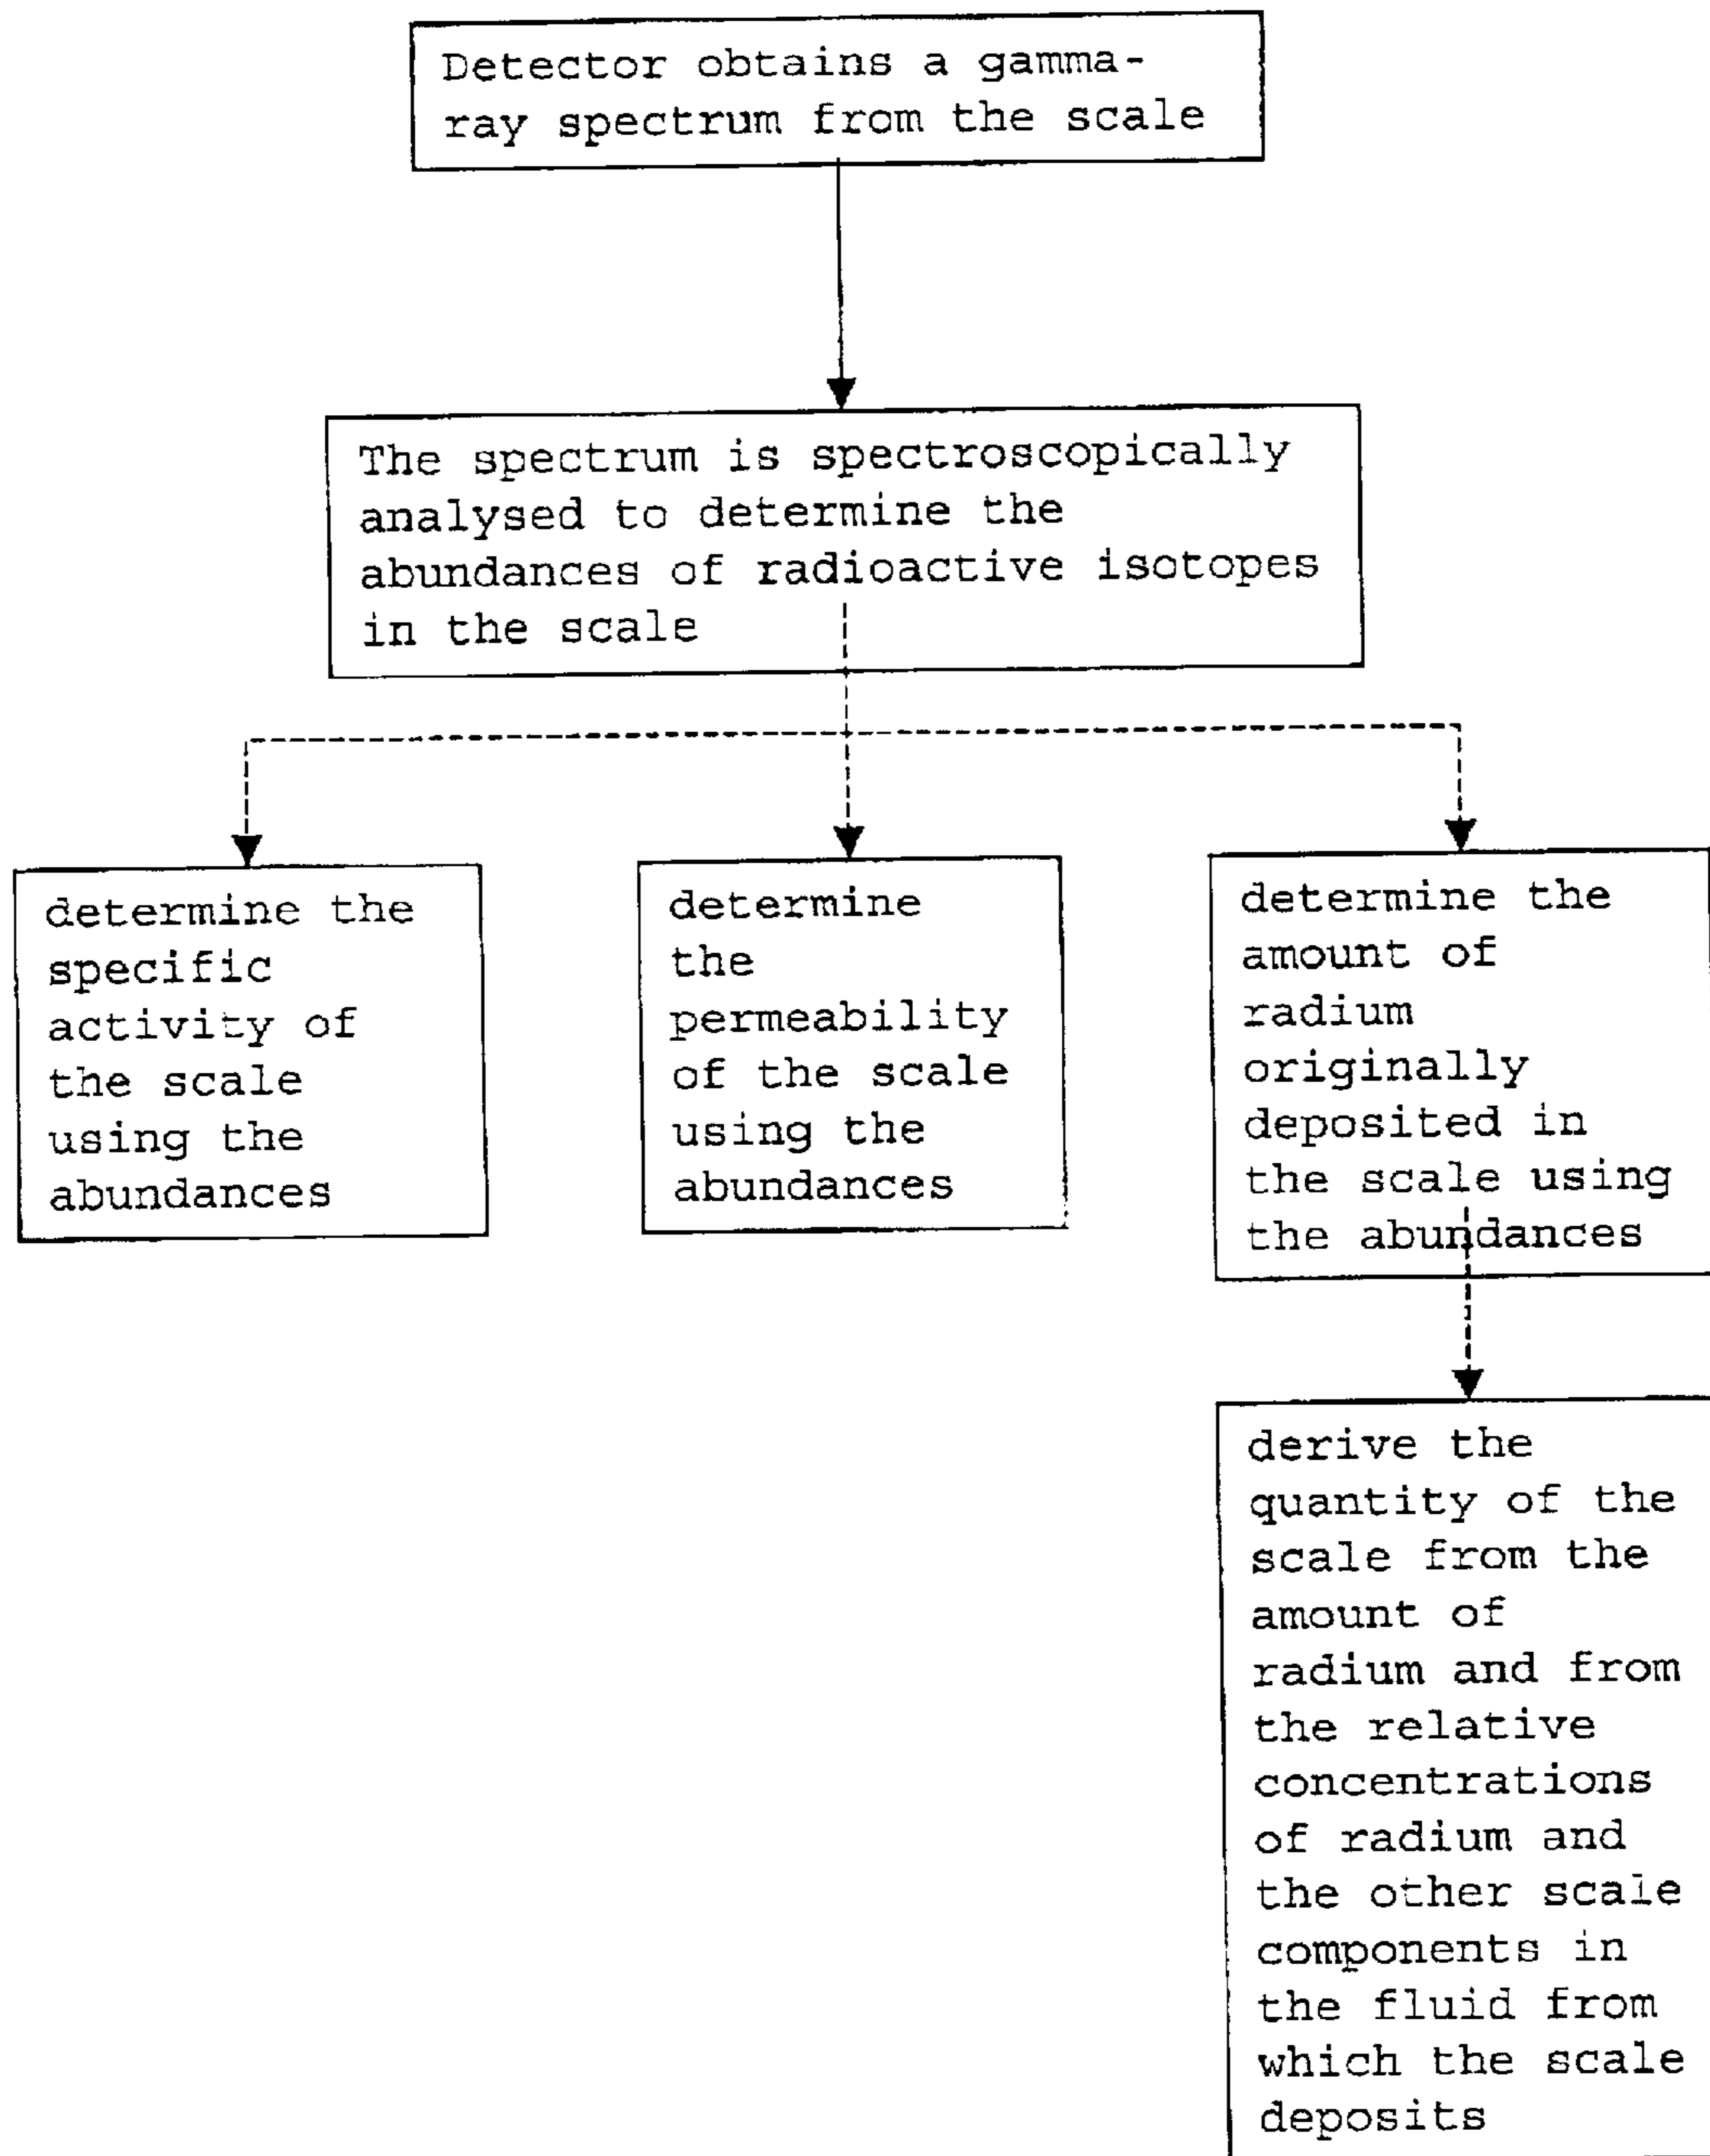 Detector obtains a gamma-
ray spectrum from the scale
The spectrum is spectroscopically
analysed to determine the
abundances of radioactive isotopes
in the scale
determine the
specific
activity of
the scale
using the
abundances
determine
the
permeability
of the scale
using the
abundances
determine the
amount of
radium
originally
deposited in
the scale using
the abundances
derive the
quantity of the
scale from the
amount of
radium and from
the relative
concentrations
of radium and
the other scale
components in
the fluid from
which the scale
deposits